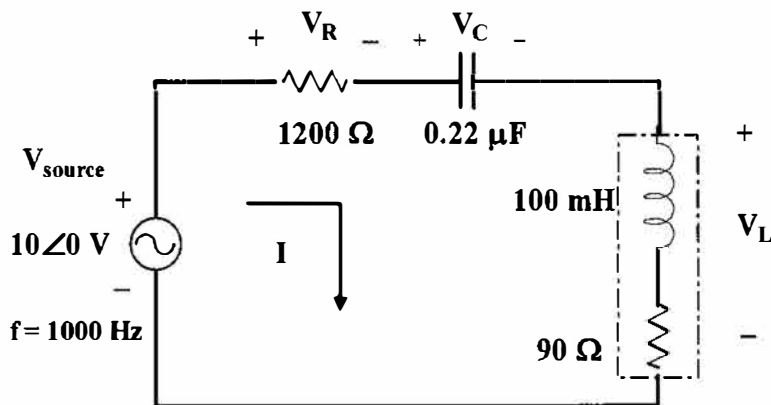 + V_R − + V_C −
1200 Ω 0.22 μF
V_source
+
10∠0 V
−
f = 1000 Hz
I
100 mH
90 Ω
+
V_L
−